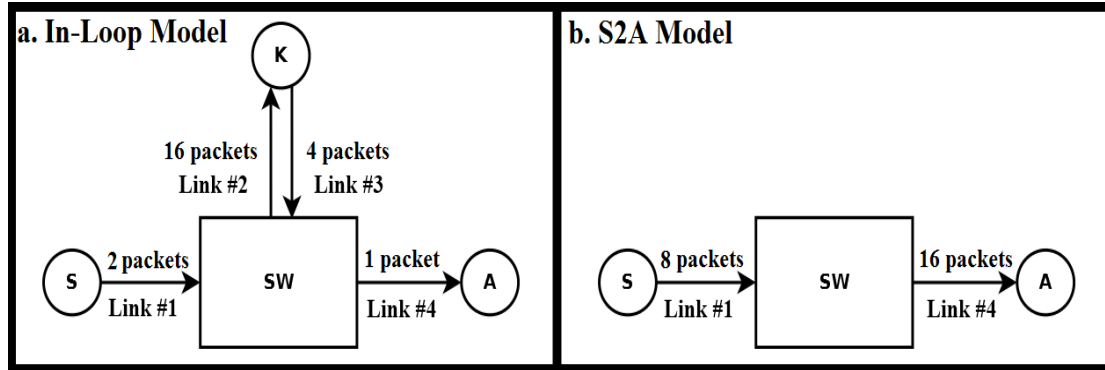 a. In-Loop Model
K
16 packets
Link #2
4 packets
Link #3
S
2 packets
Link #1
SW
1 packet
Link #4
A
b. S2A Model
S
8 packets
Link #1
SW
16 packets
Link #4
A